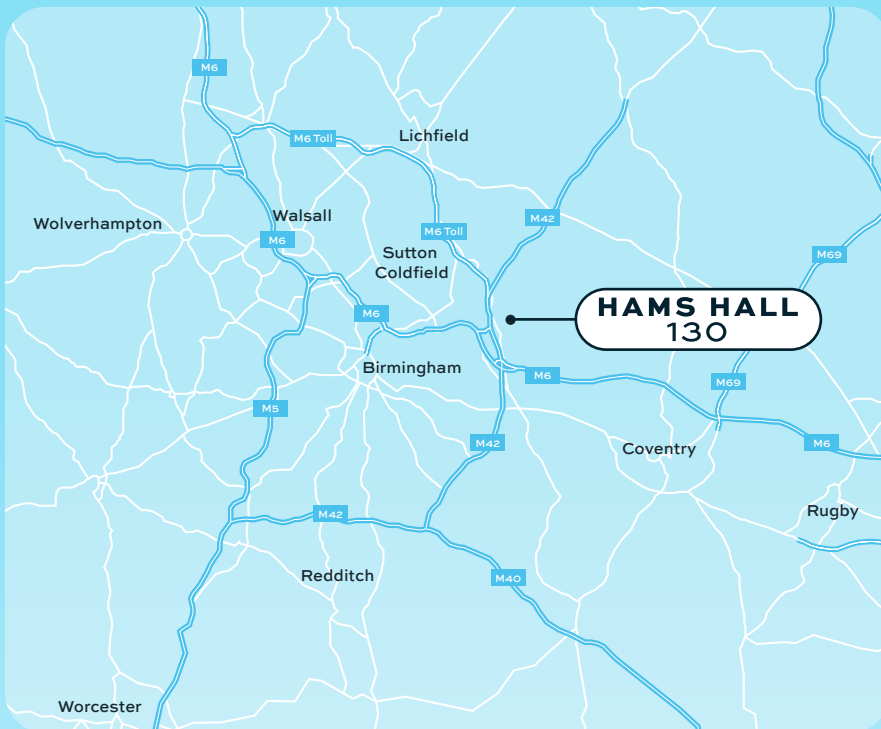 M6
M6 Toll
Lichfield
Wolverhampton
Walsall
M42
M6 Toll
M6
Sutton
Coldfield
M69
HAMS HALL
130
M6
Birmingham
M6
M69
M5
M42
Coventry
M6
M42
Rugby
Redditch
M40
Worcester